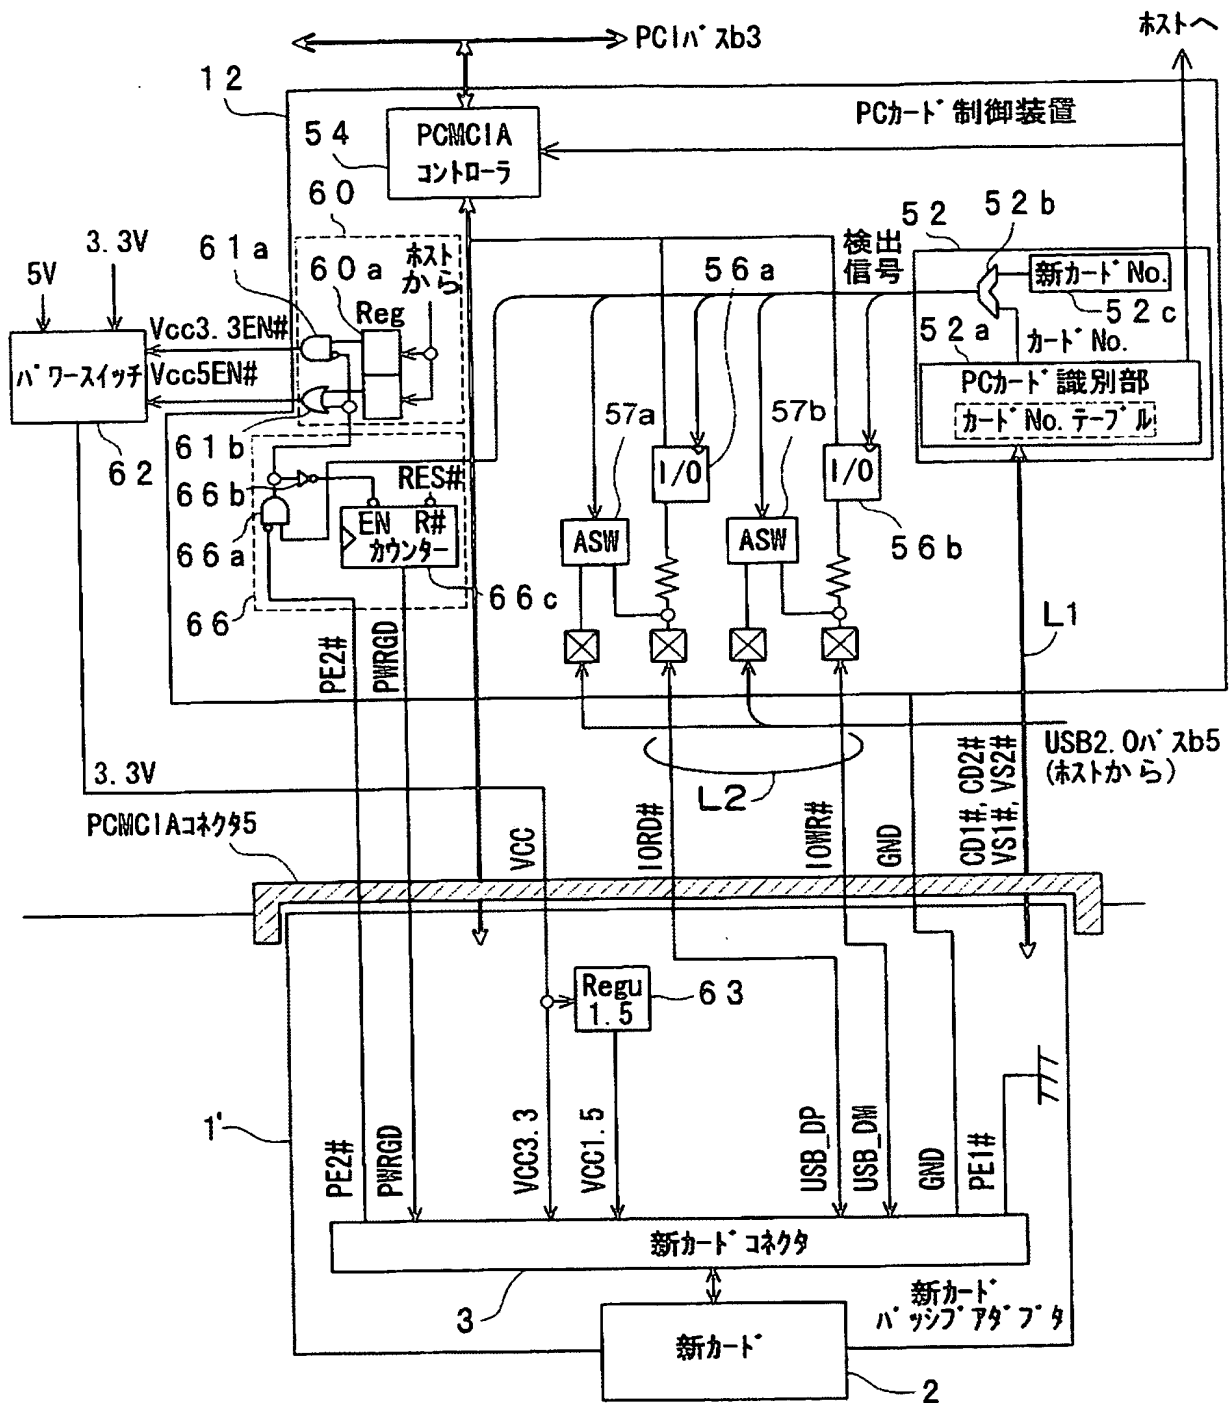 PCIバスb3
ホストへ
12
PCカード制御装置
54
PCMCIA
コントローラ
60
3.3V
5V
61a
60a
ホスト
から
Reg
56a
検出
信号
52
52b
新カードNo.
52c
52a
カードNo.
Vcc3.3EN#
パワースイッチ
Vcc5EN#
PCカード識別部
カードNo.テーブル
61b
62
57a
57b
I/O
I/O
66b
RES#
66a
EN R#
カウンター
ASW
ASW
56b
66
66c
L1
PE2#
PWRGD
USB2.0バスb5
(ホストから)
L2
3.3V
PCMCIAコネクタ5
VCC
IORD#
IOWR#
GND
CD1#, CD2#
VS1#, VS2#
Regu
1.5
63
1'
PE2#
PWRGD
VCC3.3
VCC1.5
USB_DP
USB_DM
GND
PE1#
新カードコネクタ
3
新カード
パッシブアダプタ
新カード
2